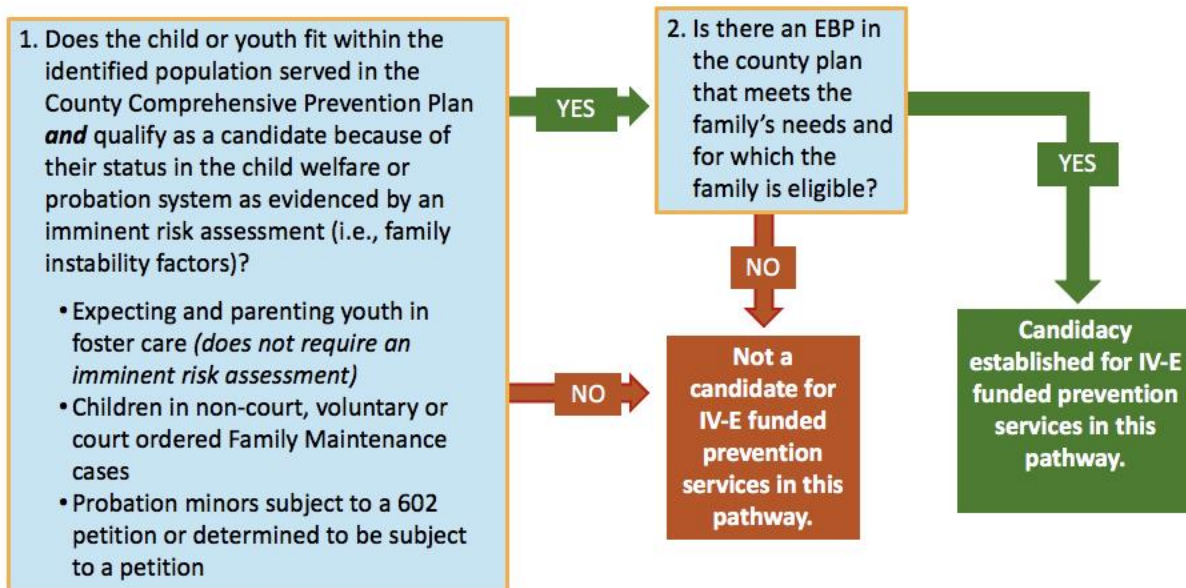 1. Does the child or youth fit within the
identified population served in the
County Comprehensive Prevention Plan
and qualify as a candidate because of
their status in the child welfare or
probation system as evidenced by an
imminent risk assessment (i.e., family
instability factors)?
• Expecting and parenting youth in
foster care (does not require an
imminent risk assessment)
• Children in non-court, voluntary or
court ordered Family Maintenance
cases
• Probation minors subject to a 602
petition or determined to be subject
to a petition
YES
NO
2. Is there an EBP in
the county plan
that meets the
family's needs and
for which the
family is eligible?
NO
YES
Not a
candidate for
IV-E funded
prevention
services in this
pathway.
Candidacy
established for IV-E
funded prevention
services in this
pathway.